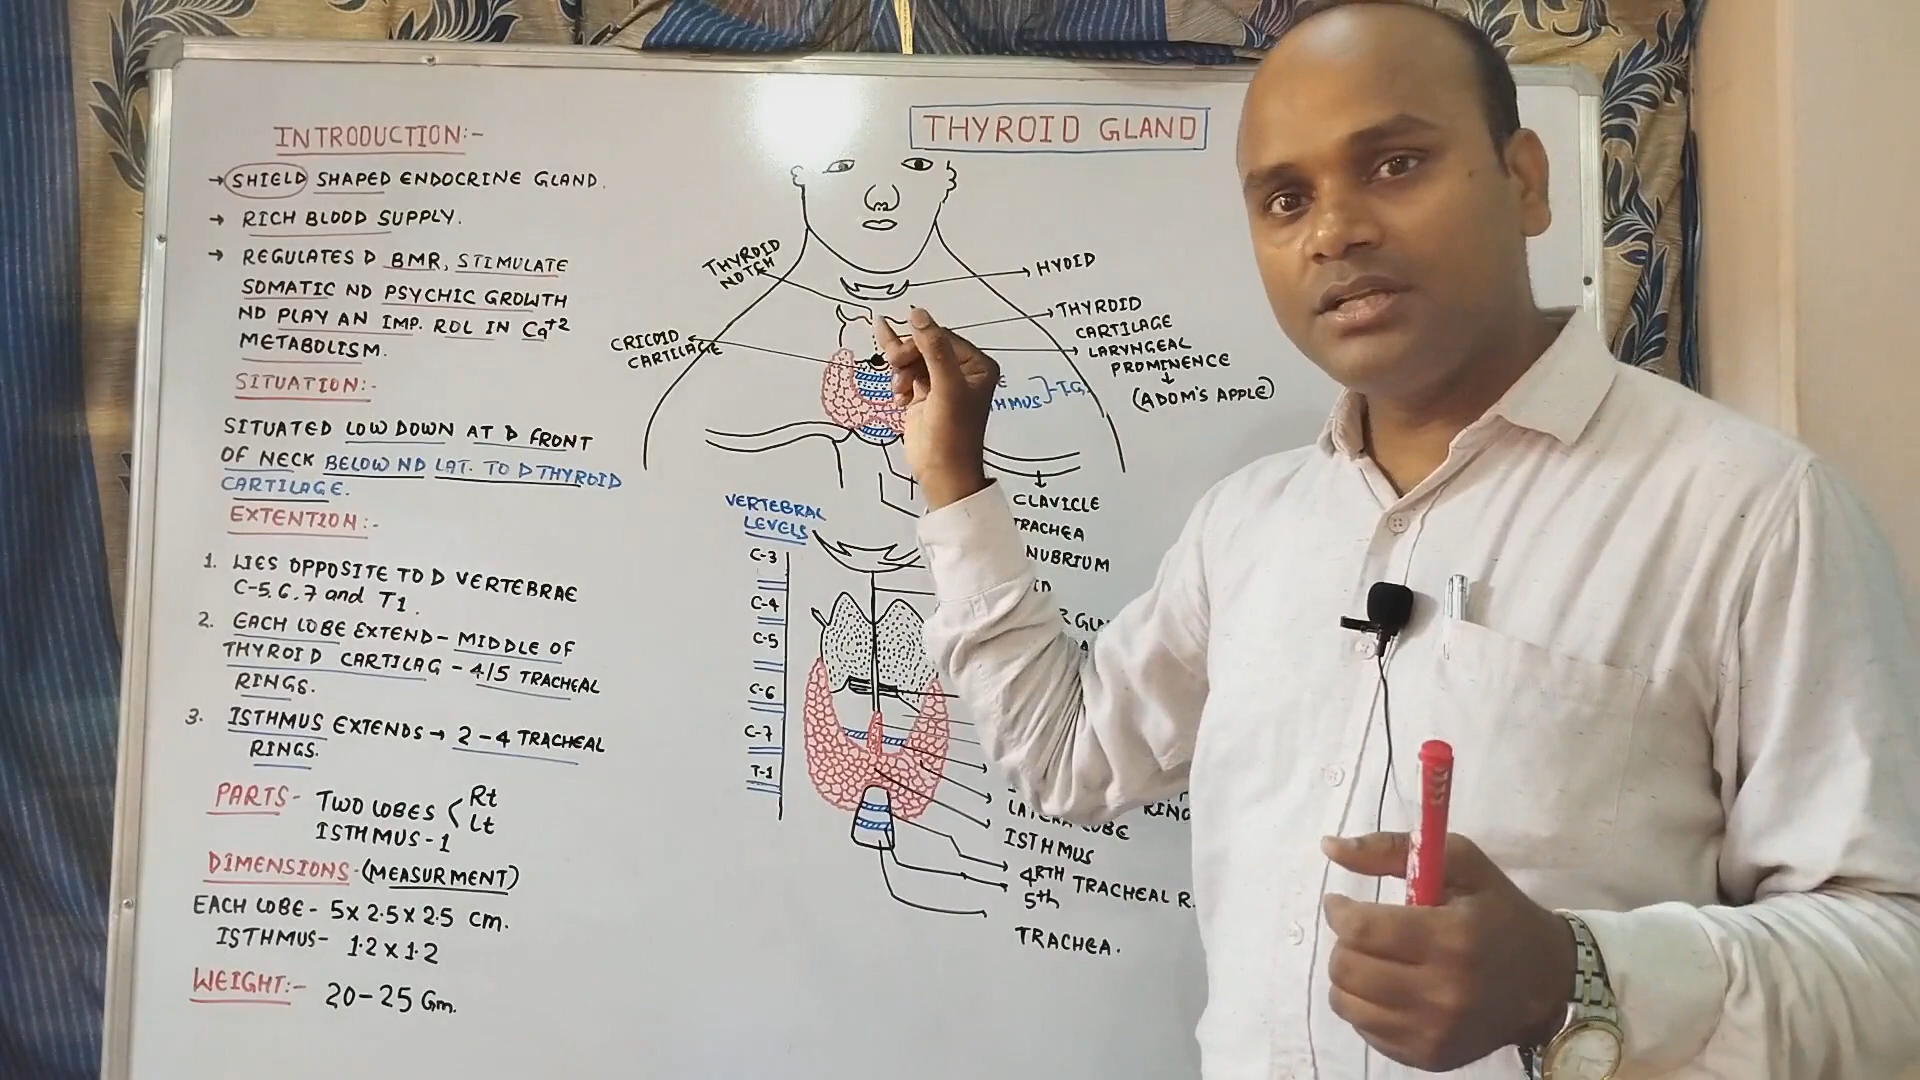 THYROID GLAND
INTRODUCTION:-
→ SHIELD SHAPED ENDOCRINE GLAND.
→ RICH BLOOD SUPPLY.
→ REGULATES D BMR, STIMULATE
SOMATIC ND PSYCHIC GROWTH
ND PLAY AN IMP. ROL IN Ca+2
METABOLISM.
SITUATION:-
SITUATED LOW DOWN AT D FRONT
OF NECK BELOW ND LAT. TO D THYROID
CARTILAGE.
EXTENTION:-
1. LIES OPPOSITE TO D VERTEBRAE
C-5,6,7 and T1.
2. EACH LOBE EXTEND- MIDDLE OF
THYROID CARTILAG - 4/5 TRACHEAL
RINGS.
3. ISTHMUS EXTENDS → 2-4 TRACHEAL
RINGS.
PARTS- TWO LOBES < Rt
Lt
ISTHMUS-1
DIMENSIONS-(MEASURMENT)
EACH LOBE- 5x2.5x2.5 cm.
ISTHMUS- 1.2x1.2
WEIGHT:- 20-25 Gm.
THYROID
NOTCH
CRICOID
CARTILAGE
HYOID
THYROID
CARTILAGE
LARYNGEAL
PROMINENCE
(ADOM'S APPLE)
HMUS }-T.G.
CLAVICLE
TRACHEA
NUBRIUM
VERTEBRAL
LEVELS
C-3
C-4
C-5
C-6
C-7
T-1
RING
ISTHMUS
4RTH TRACHEAL R.
5th
TRACHEA.